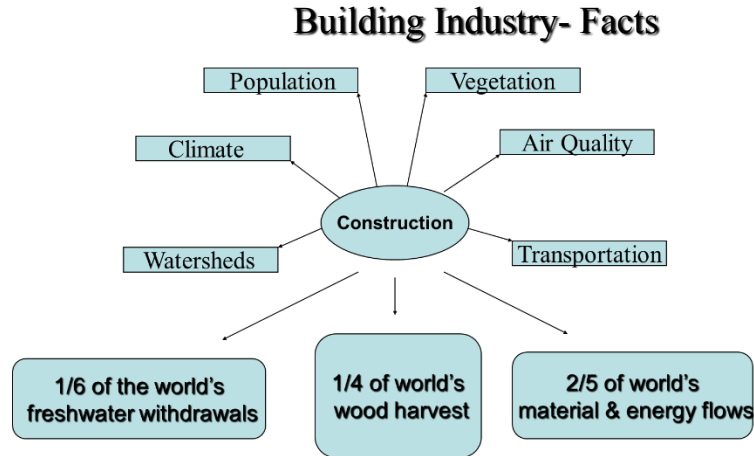 Building Industry- Facts
Population
Vegetation
Climate
Air Quality
Construction
Watersheds
Transportation
1/6 of the world's
freshwater withdrawals
1/4 of world's
wood harvest
2/5 of world's
material & energy flows